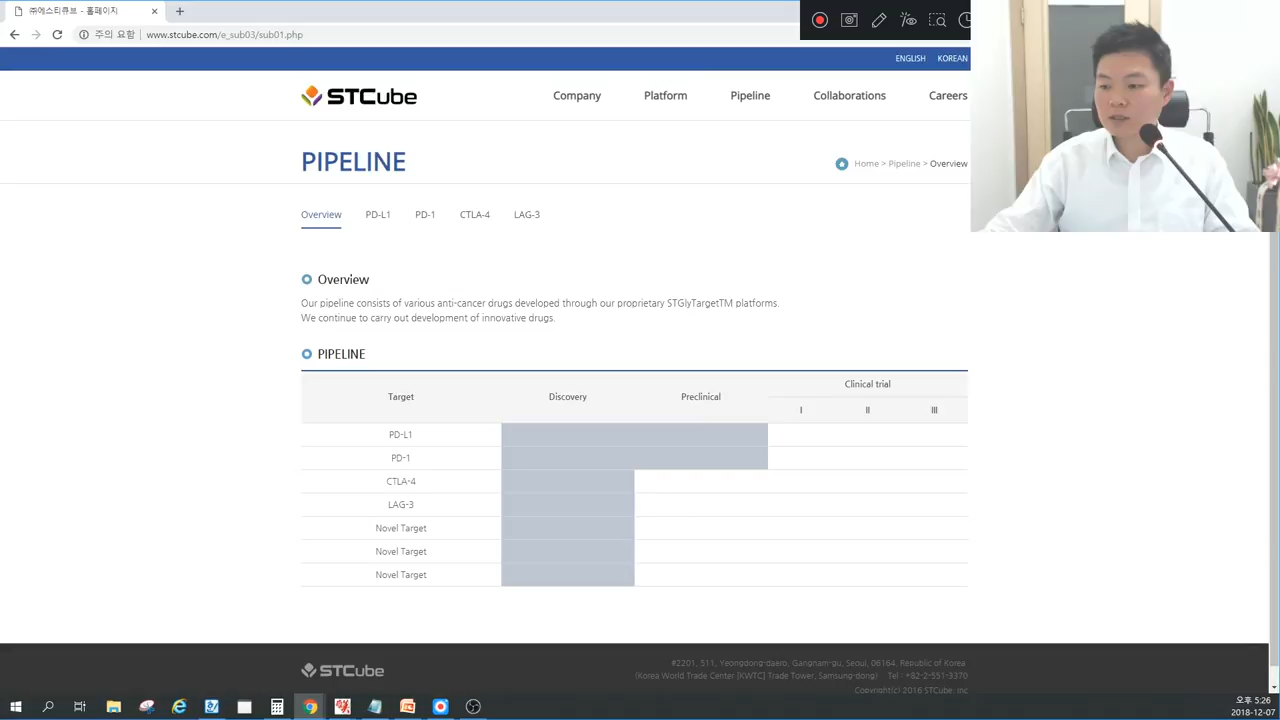 ㈜에스티큐브 - 홈페이지
주의 요함
www.stcube.com/e_sub03/sub01.php
ENGLISH KOREAN
STCube
Company Platform Pipeline Collaborations Careers
PIPELINE
Home > Pipeline > Overview
Overview PD-L1 PD-1 CTLA-4 LAG-3
Overview
Our pipeline consists of various anti-cancer drugs developed through our proprietary STGlyTargetTM platforms.
We continue to carry out development of innovative drugs.
PIPELINE
Clinical trial
Target Discovery Preclinical
I II III
PD-L1
PD-1
CTLA-4
LAG-3
Novel Target
Novel Target
Novel Target
STCube
#2201, 511, Yeongdong-daero, Gangnam-gu, Seoul, 06164, Republic of Korea
(Korea World Trade Center [KWTC] Trade Tower, Samsung-dong) Tel : +82-2-551-3370
Copyright(c) 2016 STCube. Inc
오후 5:26
2018-12-07